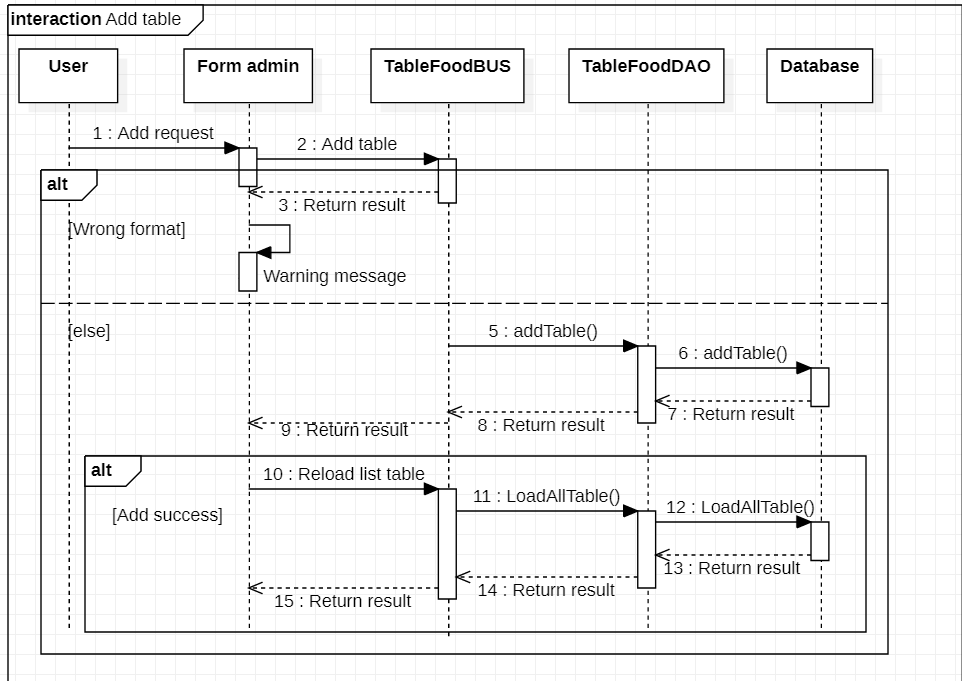 interaction Add table
User
Form admin
TableFoodBUS
TableFoodDAO
Database
1 : Add request
2 : Add table
alt
3 : Return result
[Wrong format]
Warning message
[else]
5 : addTable()
6 : addTable()
7 : Return result
8 : Return result
9 : Return result
alt
10 : Reload list table
11 : LoadAllTable()
12 : LoadAllTable()
[Add success]
13 : Return result
14 : Return result
15 : Return result